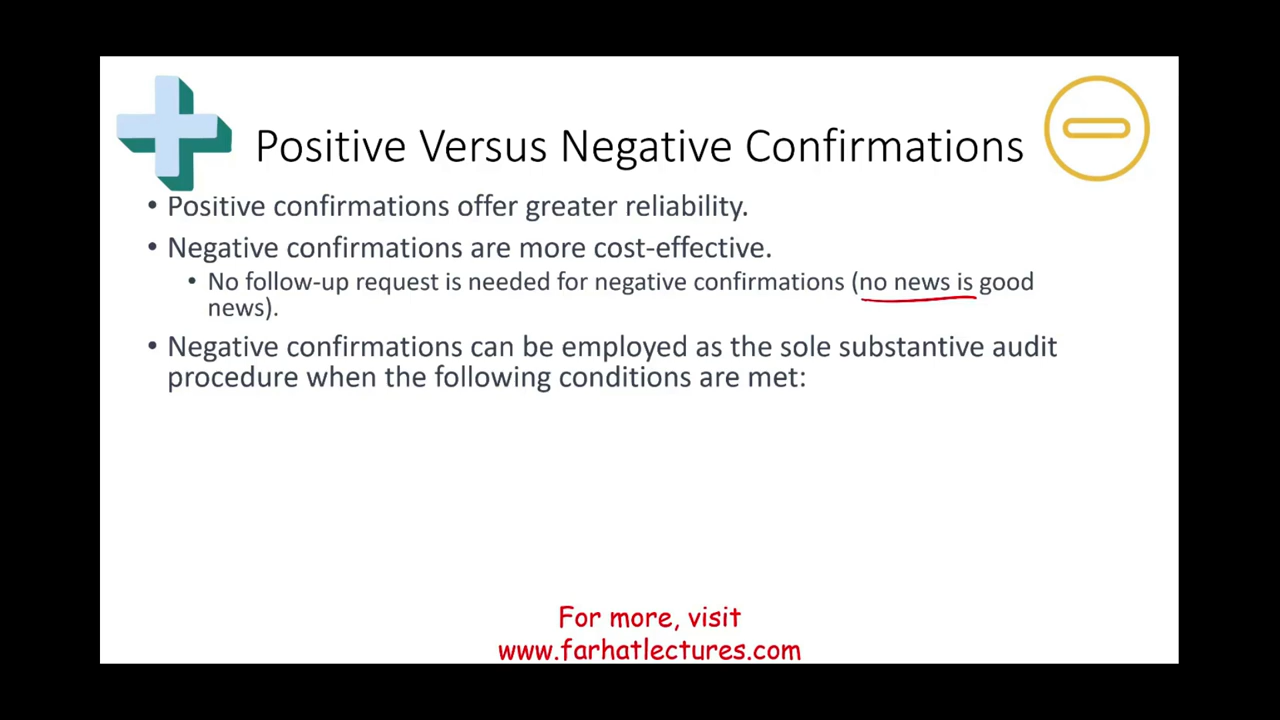 Positive Versus Negative Confirmations
• Positive confirmations offer greater reliability.
• Negative confirmations are more cost-effective.
• No follow-up request is needed for negative confirmations (no news is good
news).
• Negative confirmations can be employed as the sole substantive audit
procedure when the following conditions are met:
For more, visit
www.farhatlectures.com